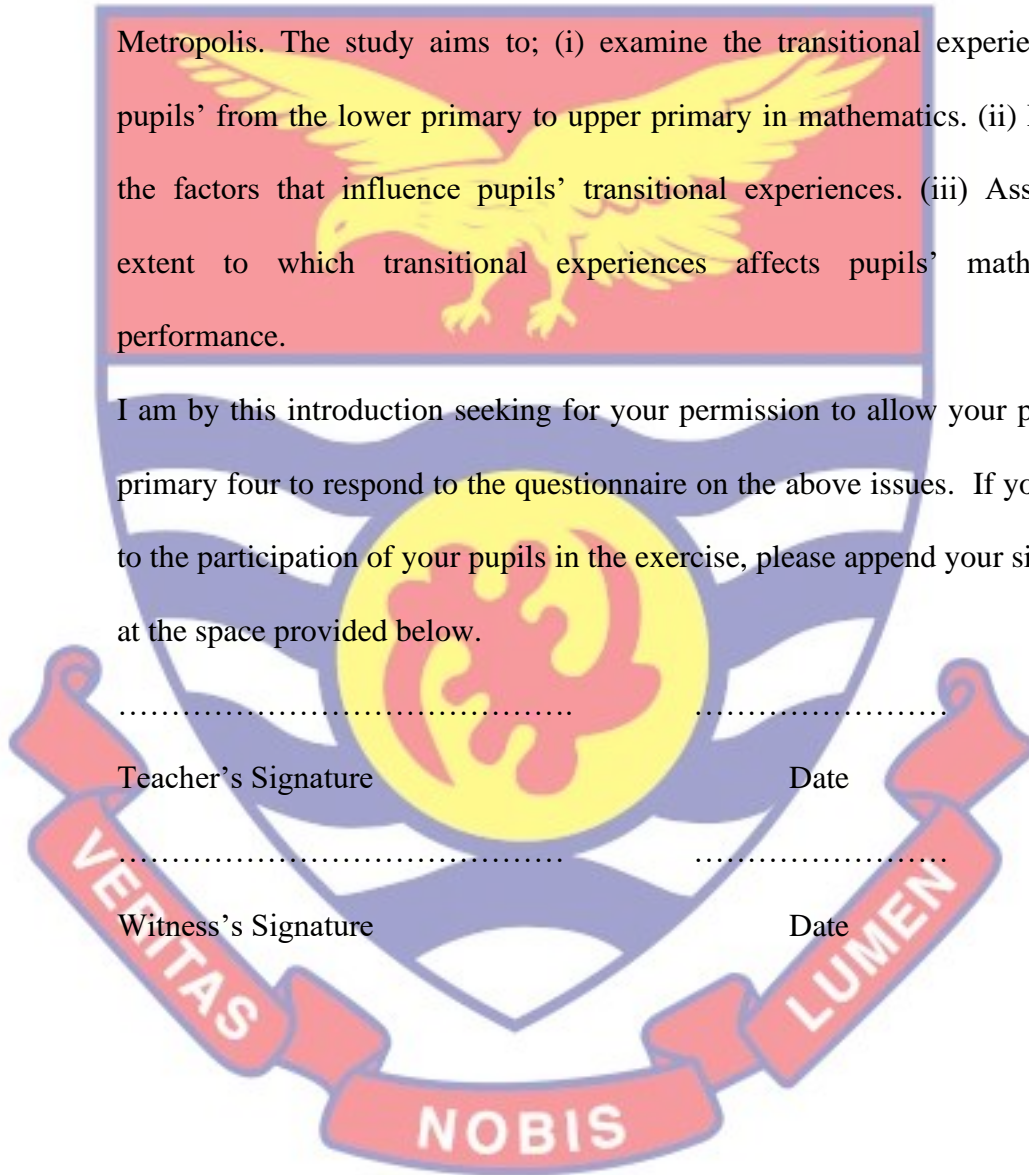 Metropolis. The study aims to; (i) examine the transitional experie
pupils’ from the lower primary to upper primary in mathematics. (ii)
the factors that influence pupils’ transitional experiences. (iii) Ass
extent to which transitional experiences affects pupils’ math
performance.
I am by this introduction seeking for your permission to allow your p
primary four to respond to the questionnaire on the above issues. If yo
to the participation of your pupils in the exercise, please append your si
at the space provided below.
…………………………………….	……………………
Teacher’s Signature	Date
……………………………………	……………………
Witness’s Signature	Date
VERITAS
NOBIS
LUMEN